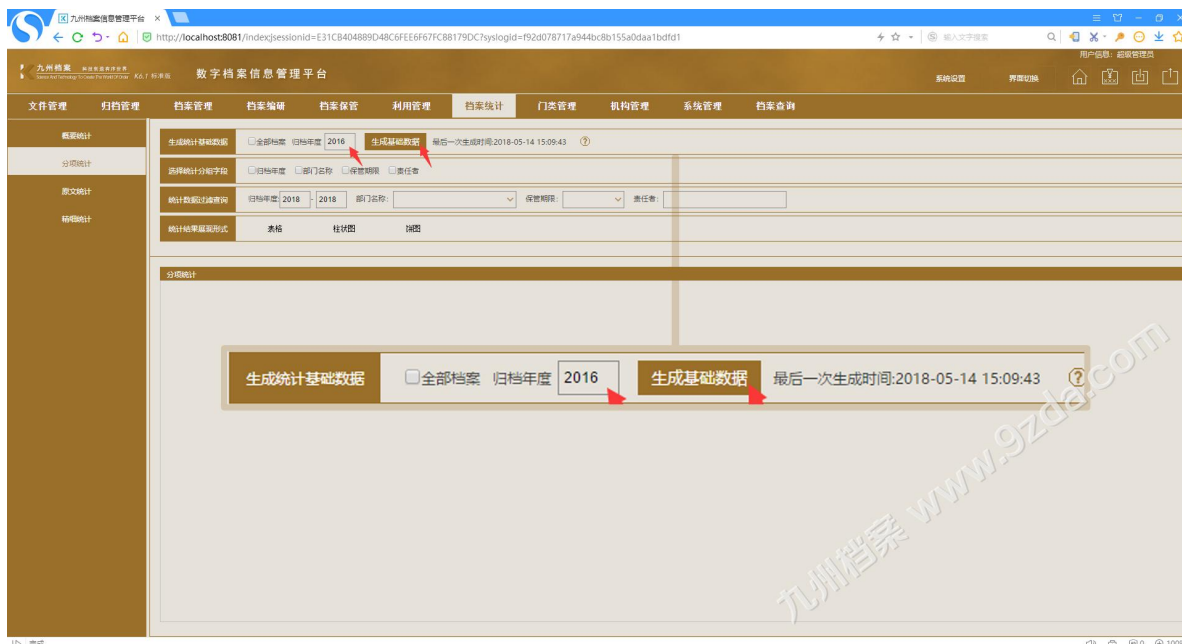 九州档案信息管理平台
http://localhost:8081/index;jsessionid=E31CB404889D48C6FEE6F67FC88179DC?syslogid=f92d078717a944bc8b155a0daa1bdfd1
输入文字搜索
用户信息: 超级管理员
九州档案
K6.1 标准版
数字档案信息管理平台
系统设置 界面切换
文件管理 归档管理 档案管理 档案编研 档案保管 利用管理 档案统计 门类管理 机构管理 系统管理 档案查询
概要统计
分项统计
原文统计
精细统计
生成统计基础数据 全部档案 归档年度 2016 生成基础数据 最后一次生成时间:2018-05-14 15:09:43 ?
选择统计分组字段 归档年度 部门名称 保管期限 责任者
统计数据过滤查询 归档年度: 2018 - 2018 部门名称: 保管期限: 责任者:
统计结果展现形式 表格 柱状图 饼图
分项统计
生成统计基础数据 全部档案 归档年度 2016 生成基础数据 最后一次生成时间:2018-05-14 15:09:43 ?
九州档案 www.9zda.com